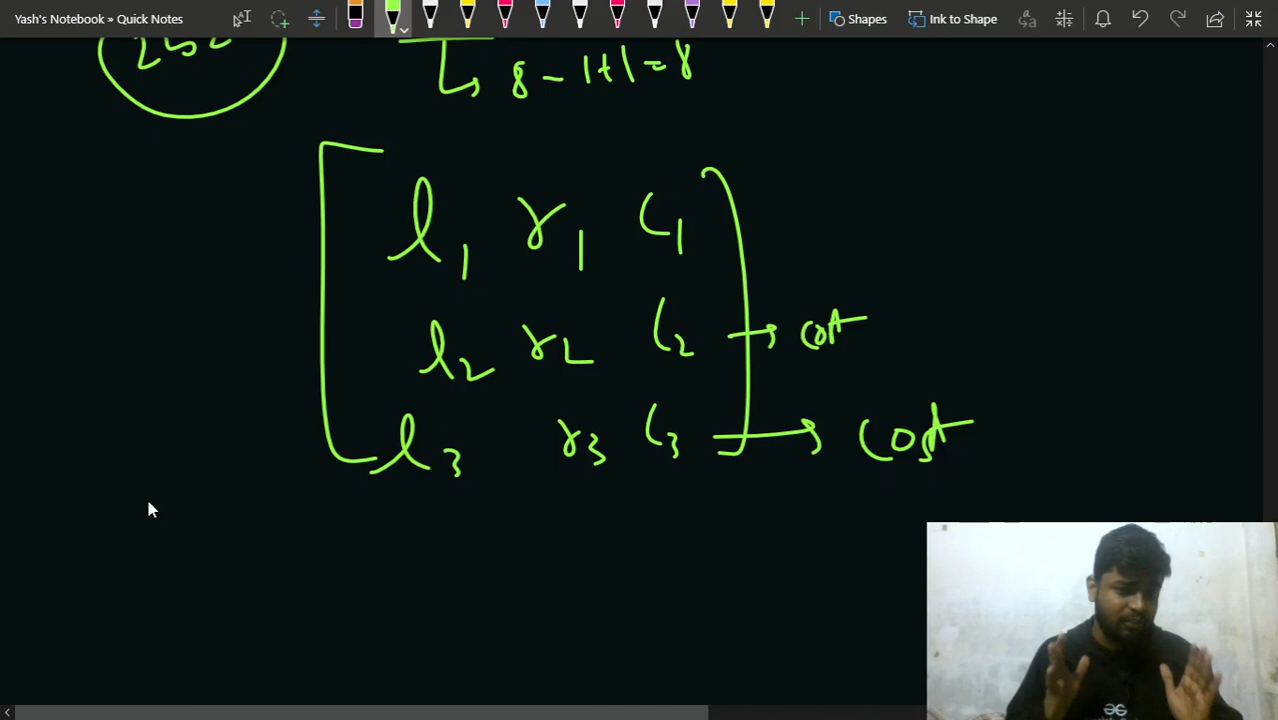 Yash's Notebook » Quick Notes
Shapes
Ink to Shape
252
8 - 1+1 = 8
l1 r1 c1
l2 r2 c2 → cost
l3 r3 c3 → cost